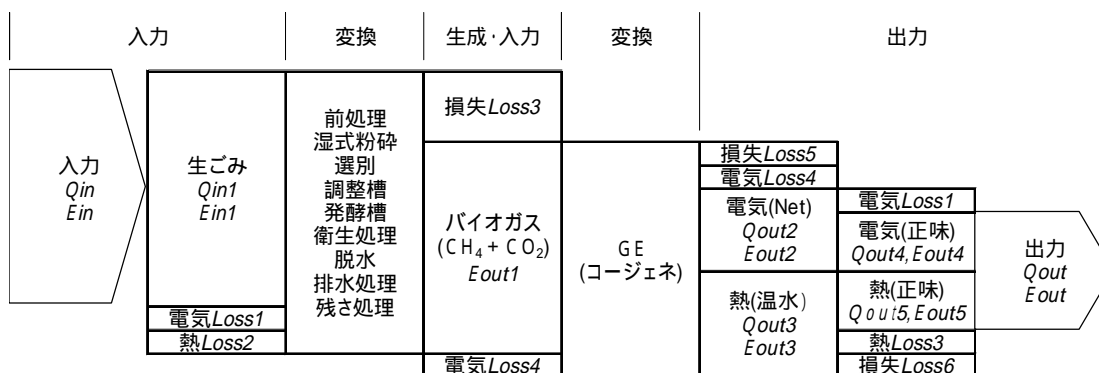 入力
変換
生成・入力
変換
出力
入力
Qin
Ein
生ごみ
Qin1
Ein1
電気Loss1
熱Loss2
前処理
湿式粉砕
選別
調整槽
発酵槽
衛生処理
脱水
排水処理
残さ処理
損失Loss3
バイオガス
(CH₄+CO₂)
Eout1
電気Loss4
GE
(コージェネ)
損失Loss5
電気Loss4
電気(Net)
Qout2
Eout2
熱(温水)
Qout3
Eout3
電気Loss1
電気(正味)
Qout4,Eout4
熱(正味)
Qout5,Eout5
熱Loss3
損失Loss6
出力
Qout
Eout